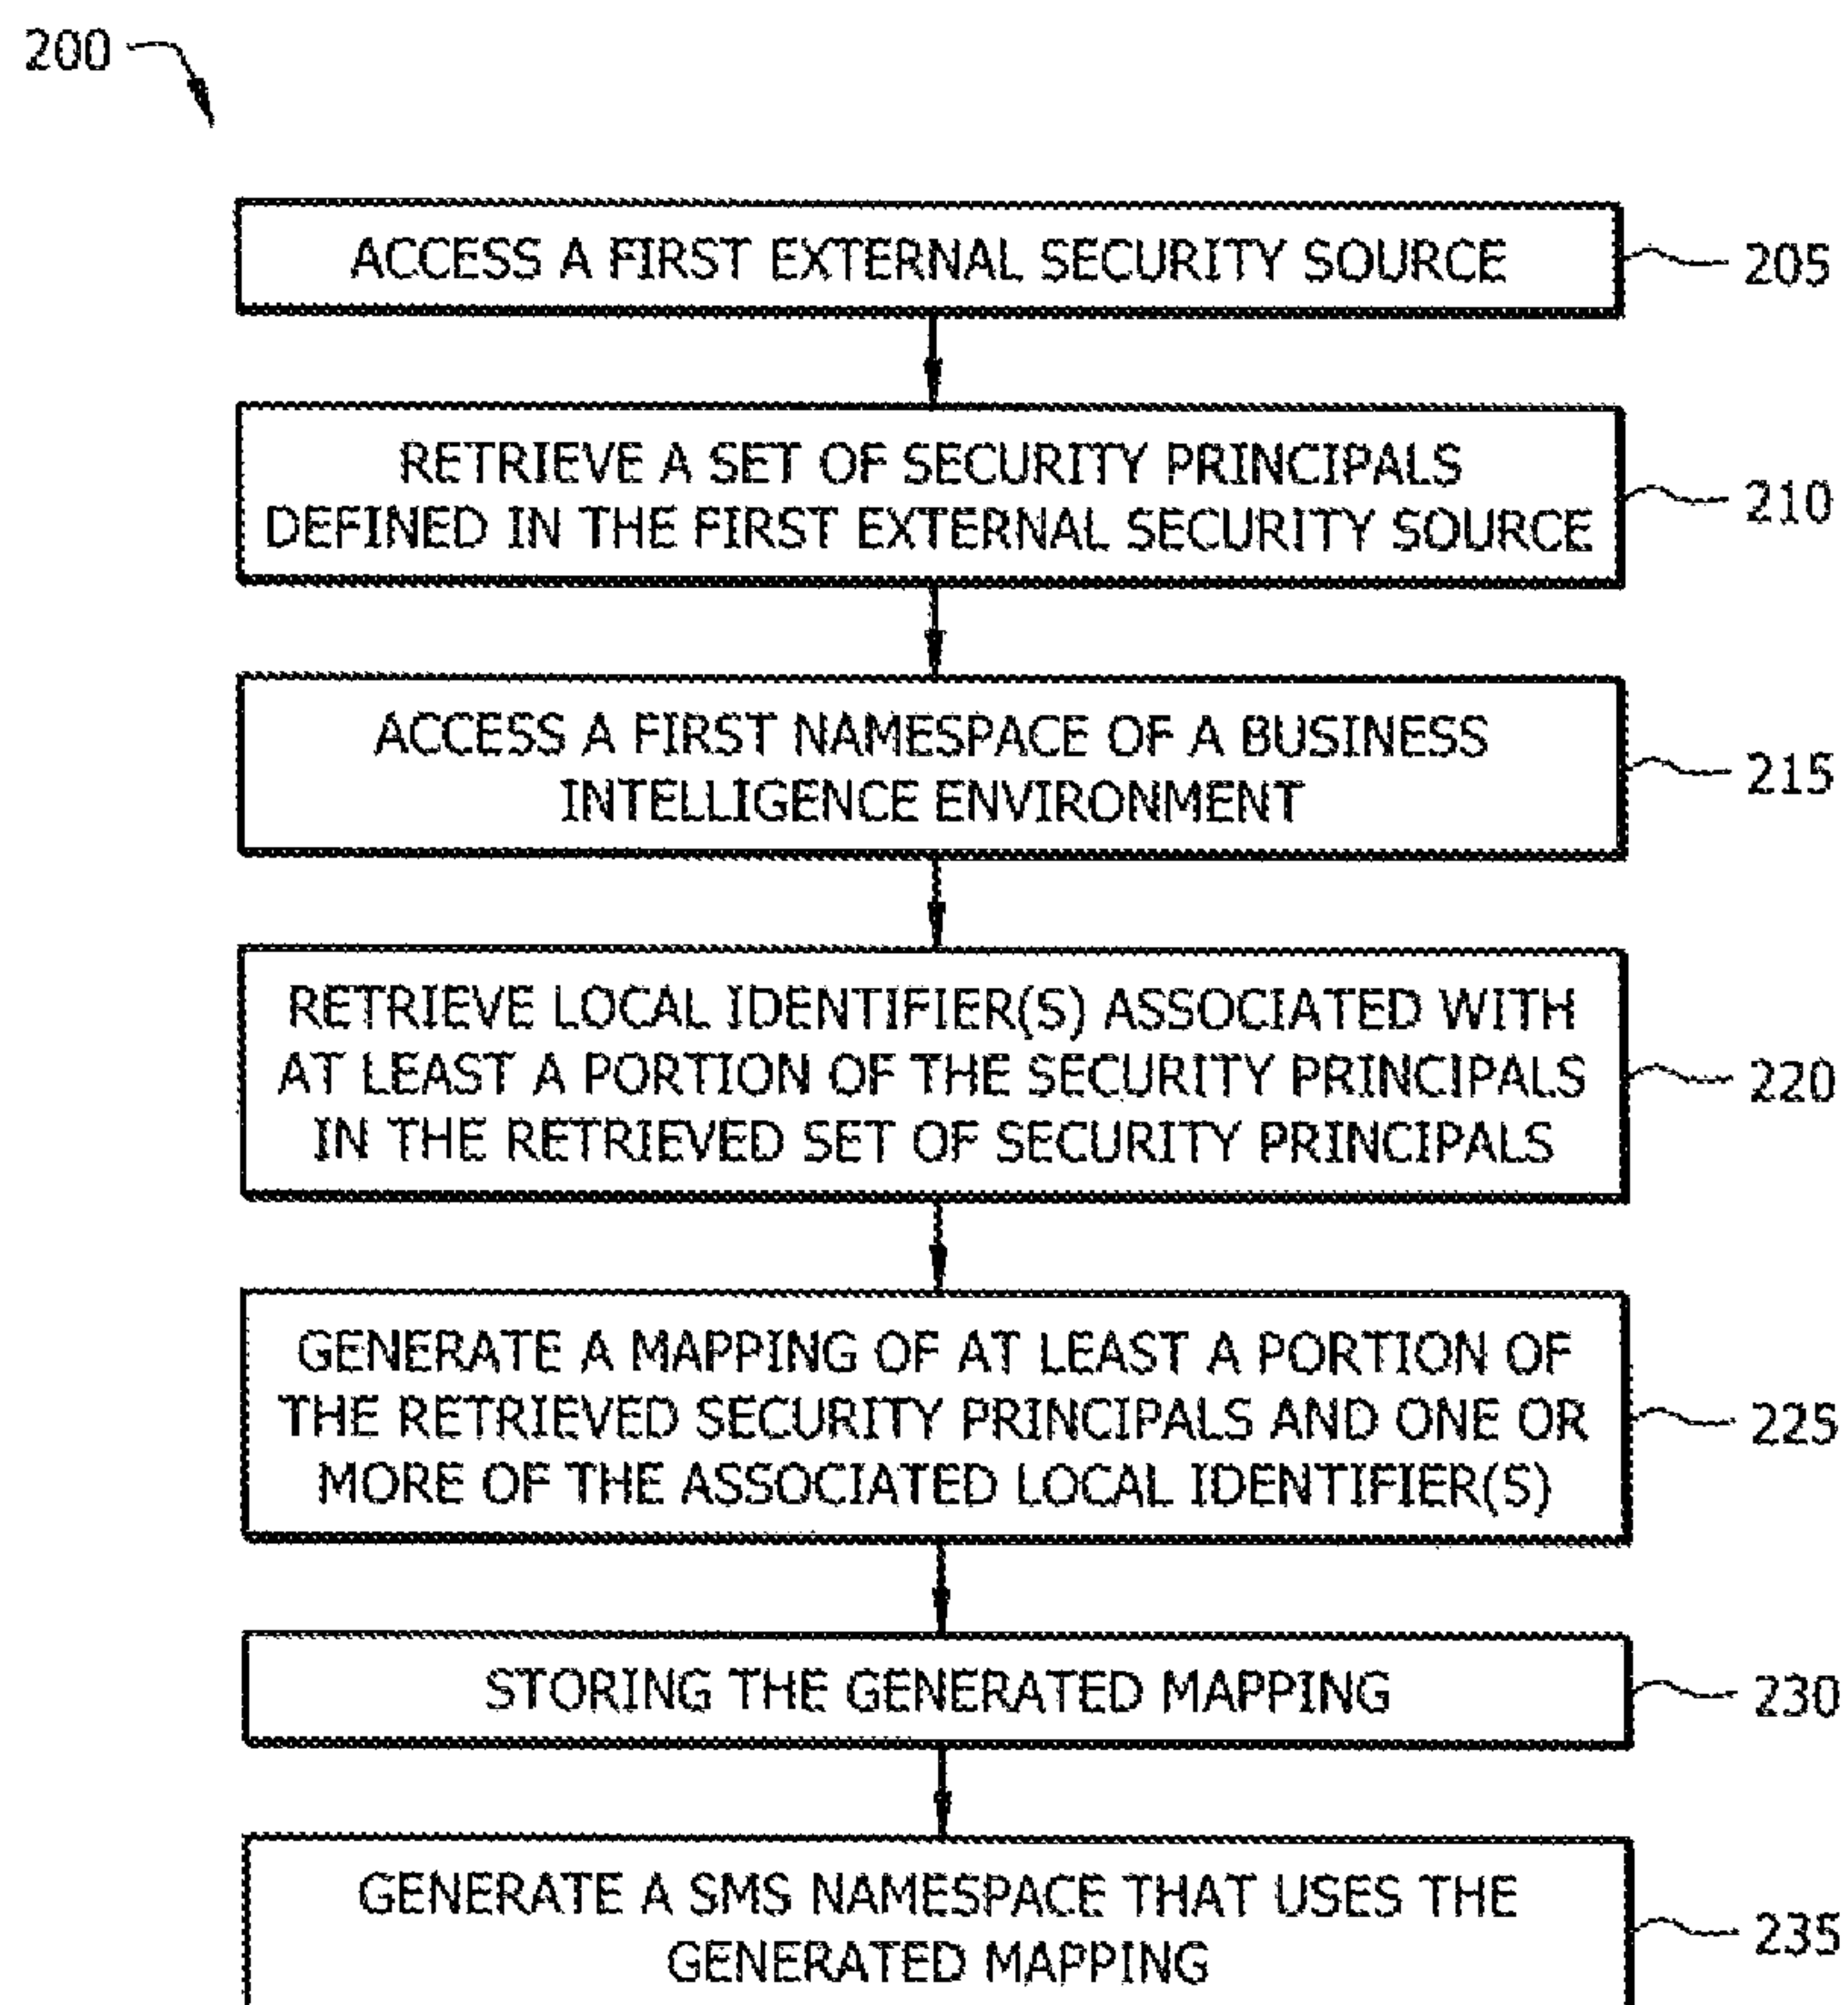 200
ACCESS A FIRST EXTERNAL SECURITY SOURCE
205
RETRIEVE A SET OF SECURITY PRINCIPALS
DEFINED IN THE FIRST EXTERNAL SECURITY SOURCE
210
ACCESS A FIRST NAMESPACE OF A BUSINESS
INTELLIGENCE ENVIRONMENT
215
RETRIEVE LOCAL IDENTIFIER(S) ASSOCIATED WITH
AT LEAST A PORTION OF THE SECURITY PRINCIPALS
IN THE RETRIEVED SET OF SECURITY PRINCIPALS
220
GENERATE A MAPPING OF AT LEAST A PORTION OF
THE RETRIEVED SECURITY PRINCIPALS AND ONE OR
MORE OF THE ASSOCIATED LOCAL IDENTIFIER(S)
225
STORING THE GENERATED MAPPING
230
GENERATE A SMS NAMESPACE THAT USES THE
GENERATED MAPPING
235